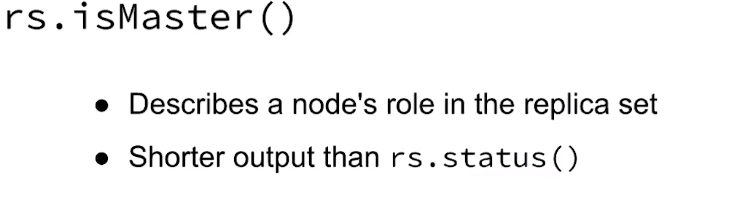 rs.isMaster()
● Describes a node's role in the replica set
● Shorter output than rs.status()